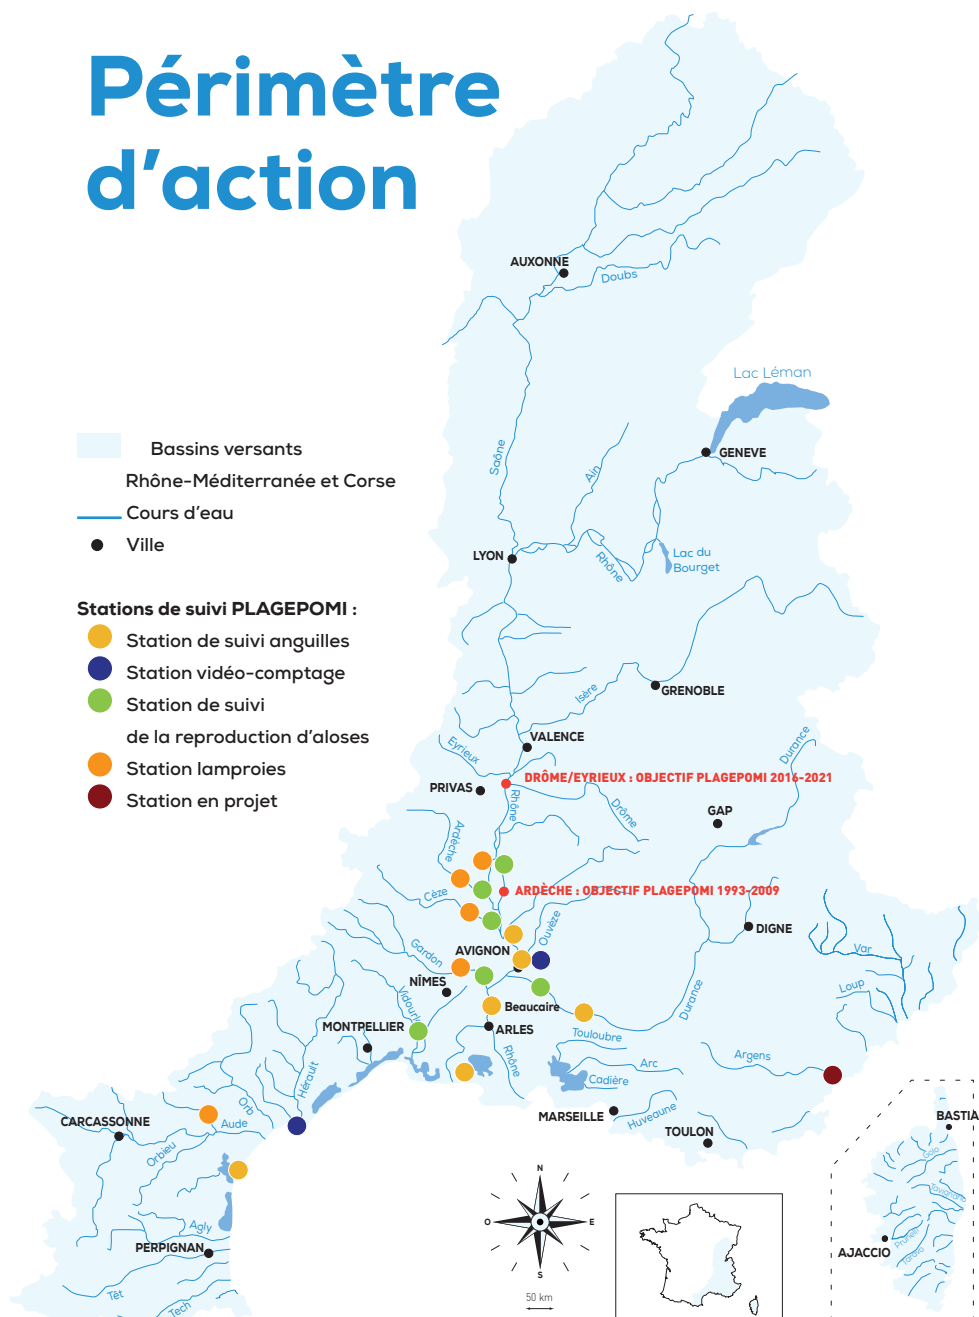 Périmètre
d'action
AUXONNE
Doubs
Lac Léman
GENEVE
Saône
Ain
Bassins versants
Rhône-Méditerranée et Corse
Cours d'eau
Ville
LYON
Rhône
Lac du
Bourget
Stations de suivi PLAGEPOMI :
Station de suivi anguilles
Station vidéo-comptage
Station de suivi
de la reproduction d'aloses
Station lamproies
Station en projet
Isère
GRENOBLE
VALENCE
Eyrieux
Durance
DRÔME/EYRIEUX : OBJECTIF PLAGEPOMI 2016-2021
PRIVAS
Rhône
Drôme
GAP
Ardèche
Cèze
ARDÈCHE : OBJECTIF PLAGEPOMI 1993-2009
Ouvèze
DIGNE
AVIGNON
Gardon
Var
NÎMES
Loup
Vidourle
Beaucaire
Durance
MONTPELLIER
ARLES
Touloubre
Rhône
Arc
Argens
Cadière
Hérault
Orb
MARSEILLE
Huveaune
CARCASSONNE
Aude
TOULON
BASTIA
Orbieu
Golo
N
Tavignano
O
E
Agly
Prunelli
Taravo
PERPIGNAN
AJACCIO
S
Têt
Tech
50 km